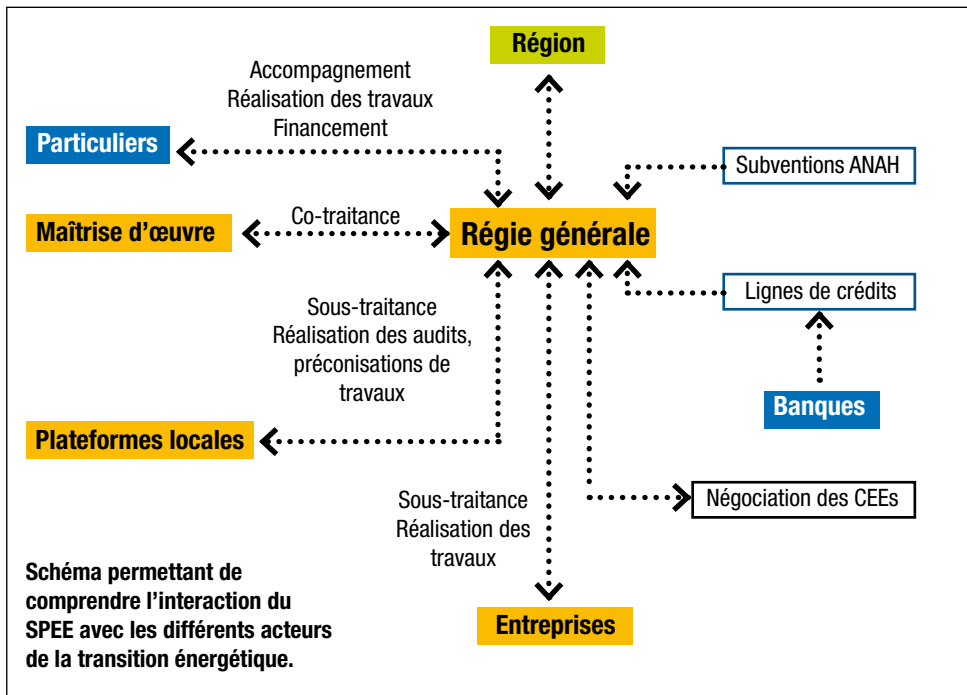 Région
Accompagnement
Réalisation des travaux
Financement
Particuliers
Subventions ANAH
Maîtrise d’œuvre
Co-traitance
Régie générale
Lignes de crédits
Sous-traitance
Réalisation des audits,
préconisations de
travaux
Banques
Plateformes locales
Négociation des CEEs
Sous-traitance
Réalisation des
travaux
Schéma permettant de
comprendre l’interaction du
SPEE avec les différents acteurs
de la transition énergétique.
Entreprises